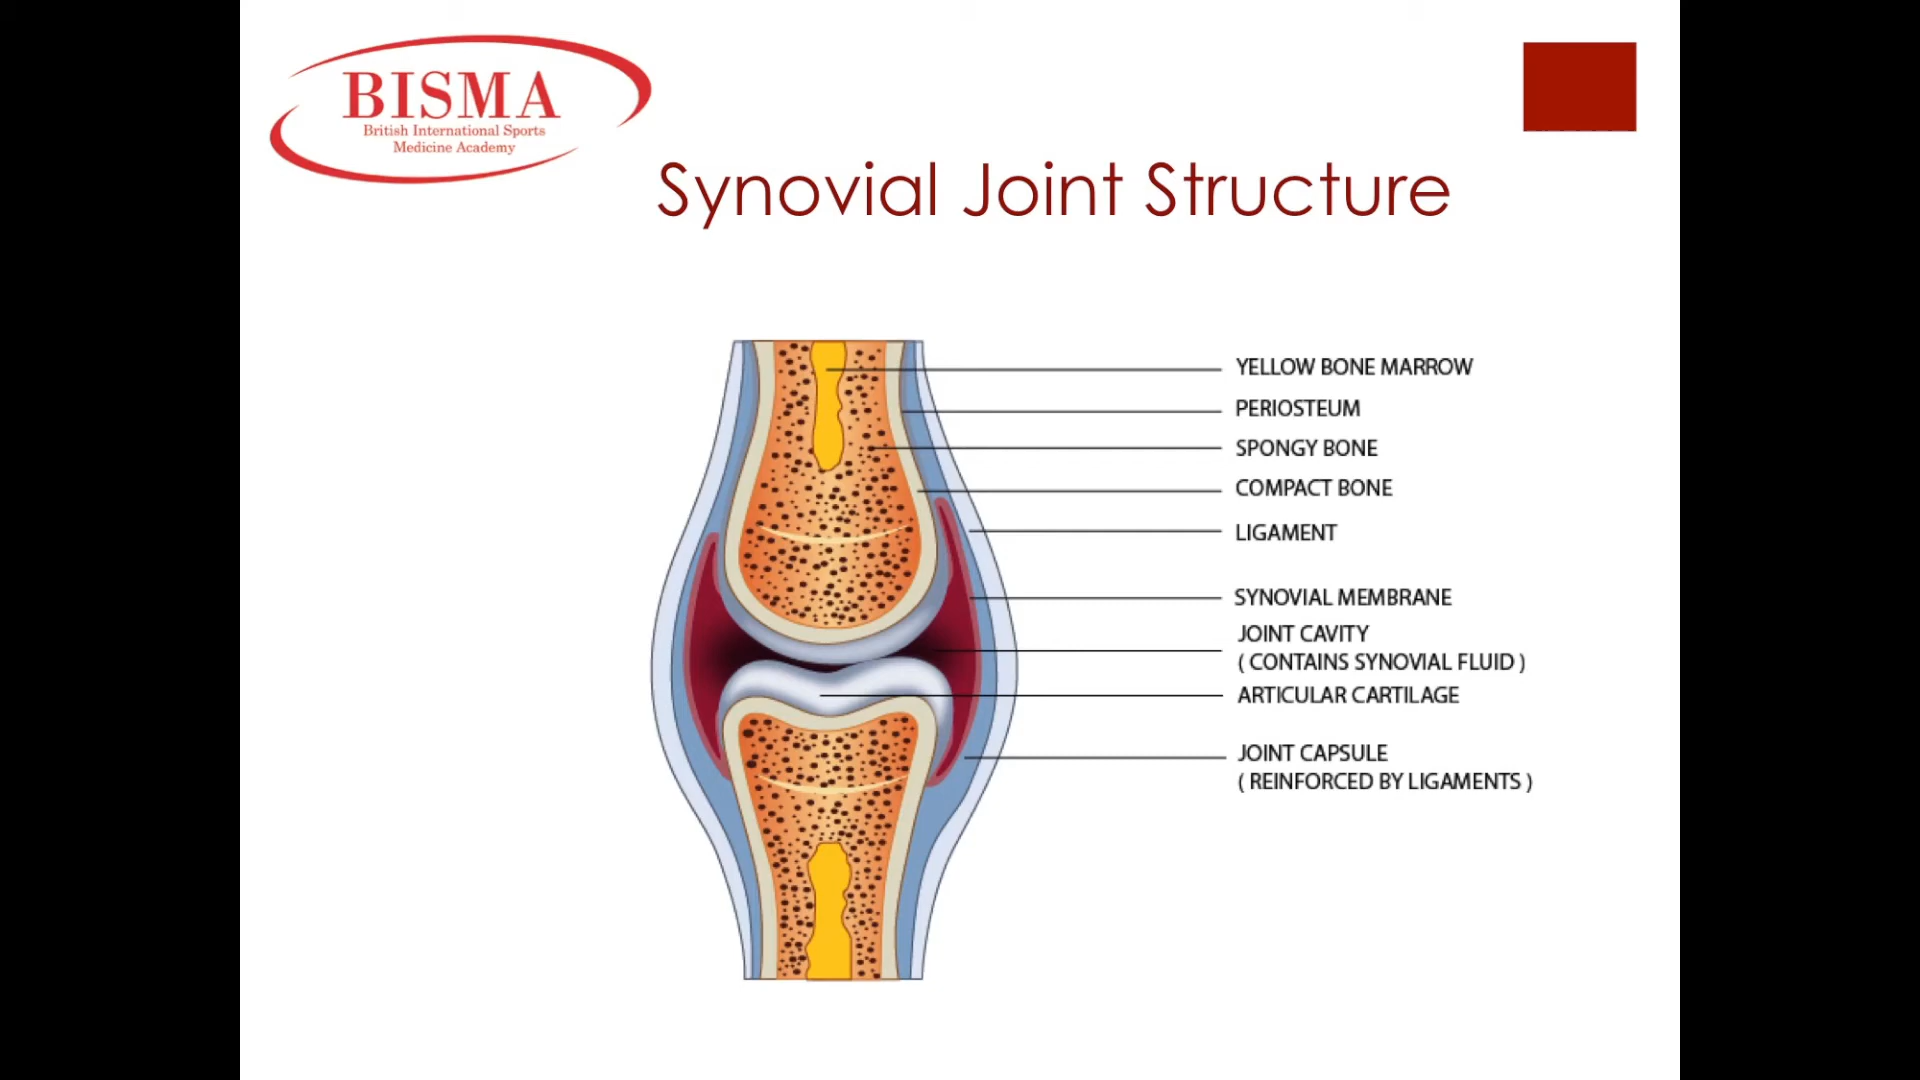 BISMA
British International Sports
Medicine Academy
Synovial Joint Structure
YELLOW BONE MARROW
PERIOSTEUM
SPONGY BONE
COMPACT BONE
LIGAMENT
SYNOVIAL MEMBRANE
JOINT CAVITY
( CONTAINS SYNOVIAL FLUID )
ARTICULAR CARTILAGE
JOINT CAPSULE
( REINFORCED BY LIGAMENTS )